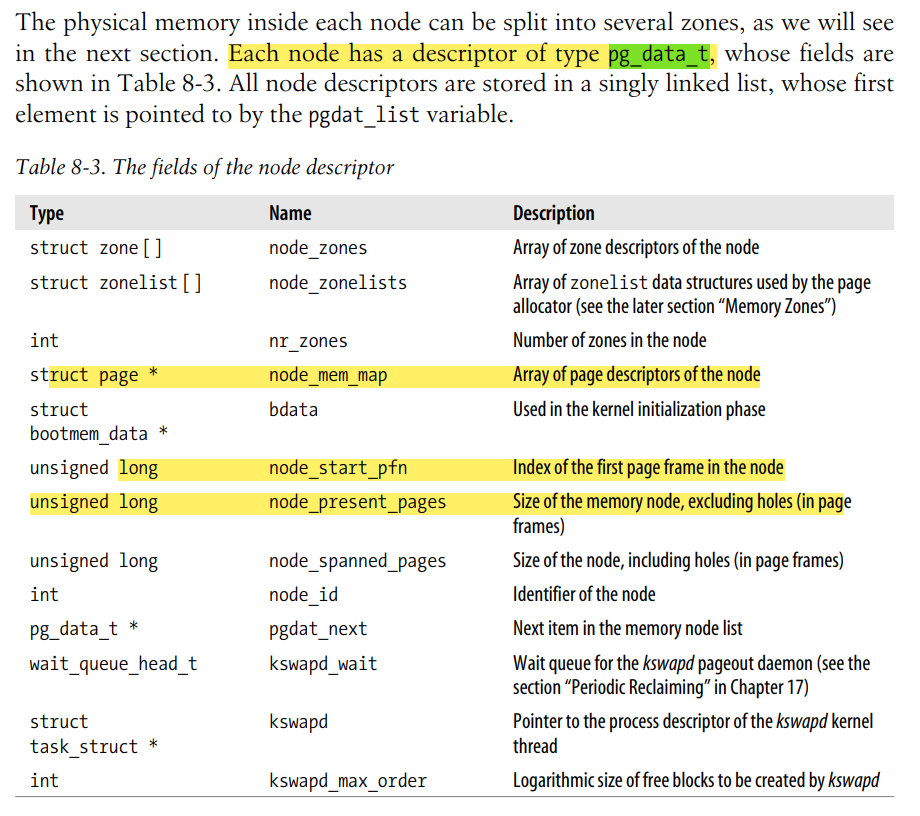 The physical memory inside each node can be split into several zones, as we will see
in the next section. Each node has a descriptor of type pg_data_t, whose fields are
shown in Table 8-3. All node descriptors are stored in a singly linked list, whose first
element is pointed to by the pgdat_list variable.
Table 8-3. The fields of the node descriptor
Type Name Description
struct zone[] node_zones Array of zone descriptors of the node
struct zonelist[] node_zonelists Array of zonelist data structures used by the page
allocator (see the later section “Memory Zones”)
int nr_zones Number of zones in the node
struct page * node_mem_map Array of page descriptors of the node
struct bdata Used in the kernel initialization phase
bootmem_data *
unsigned long node_start_pfn Index of the first page frame in the node
unsigned long node_present_pages Size of the memory node, excluding holes (in page
frames)
unsigned long node_spanned_pages Size of the node, including holes (in page frames)
int node_id Identifier of the node
pg_data_t * pgdat_next Next item in the memory node list
wait_queue_head_t kswapd_wait Wait queue for the kswapd pageout daemon (see the
section “Periodic Reclaiming” in Chapter 17)
struct kswapd Pointer to the process descriptor of the kswapd kernel
task_struct * thread
int kswapd_max_order Logarithmic size of free blocks to be created by kswapd